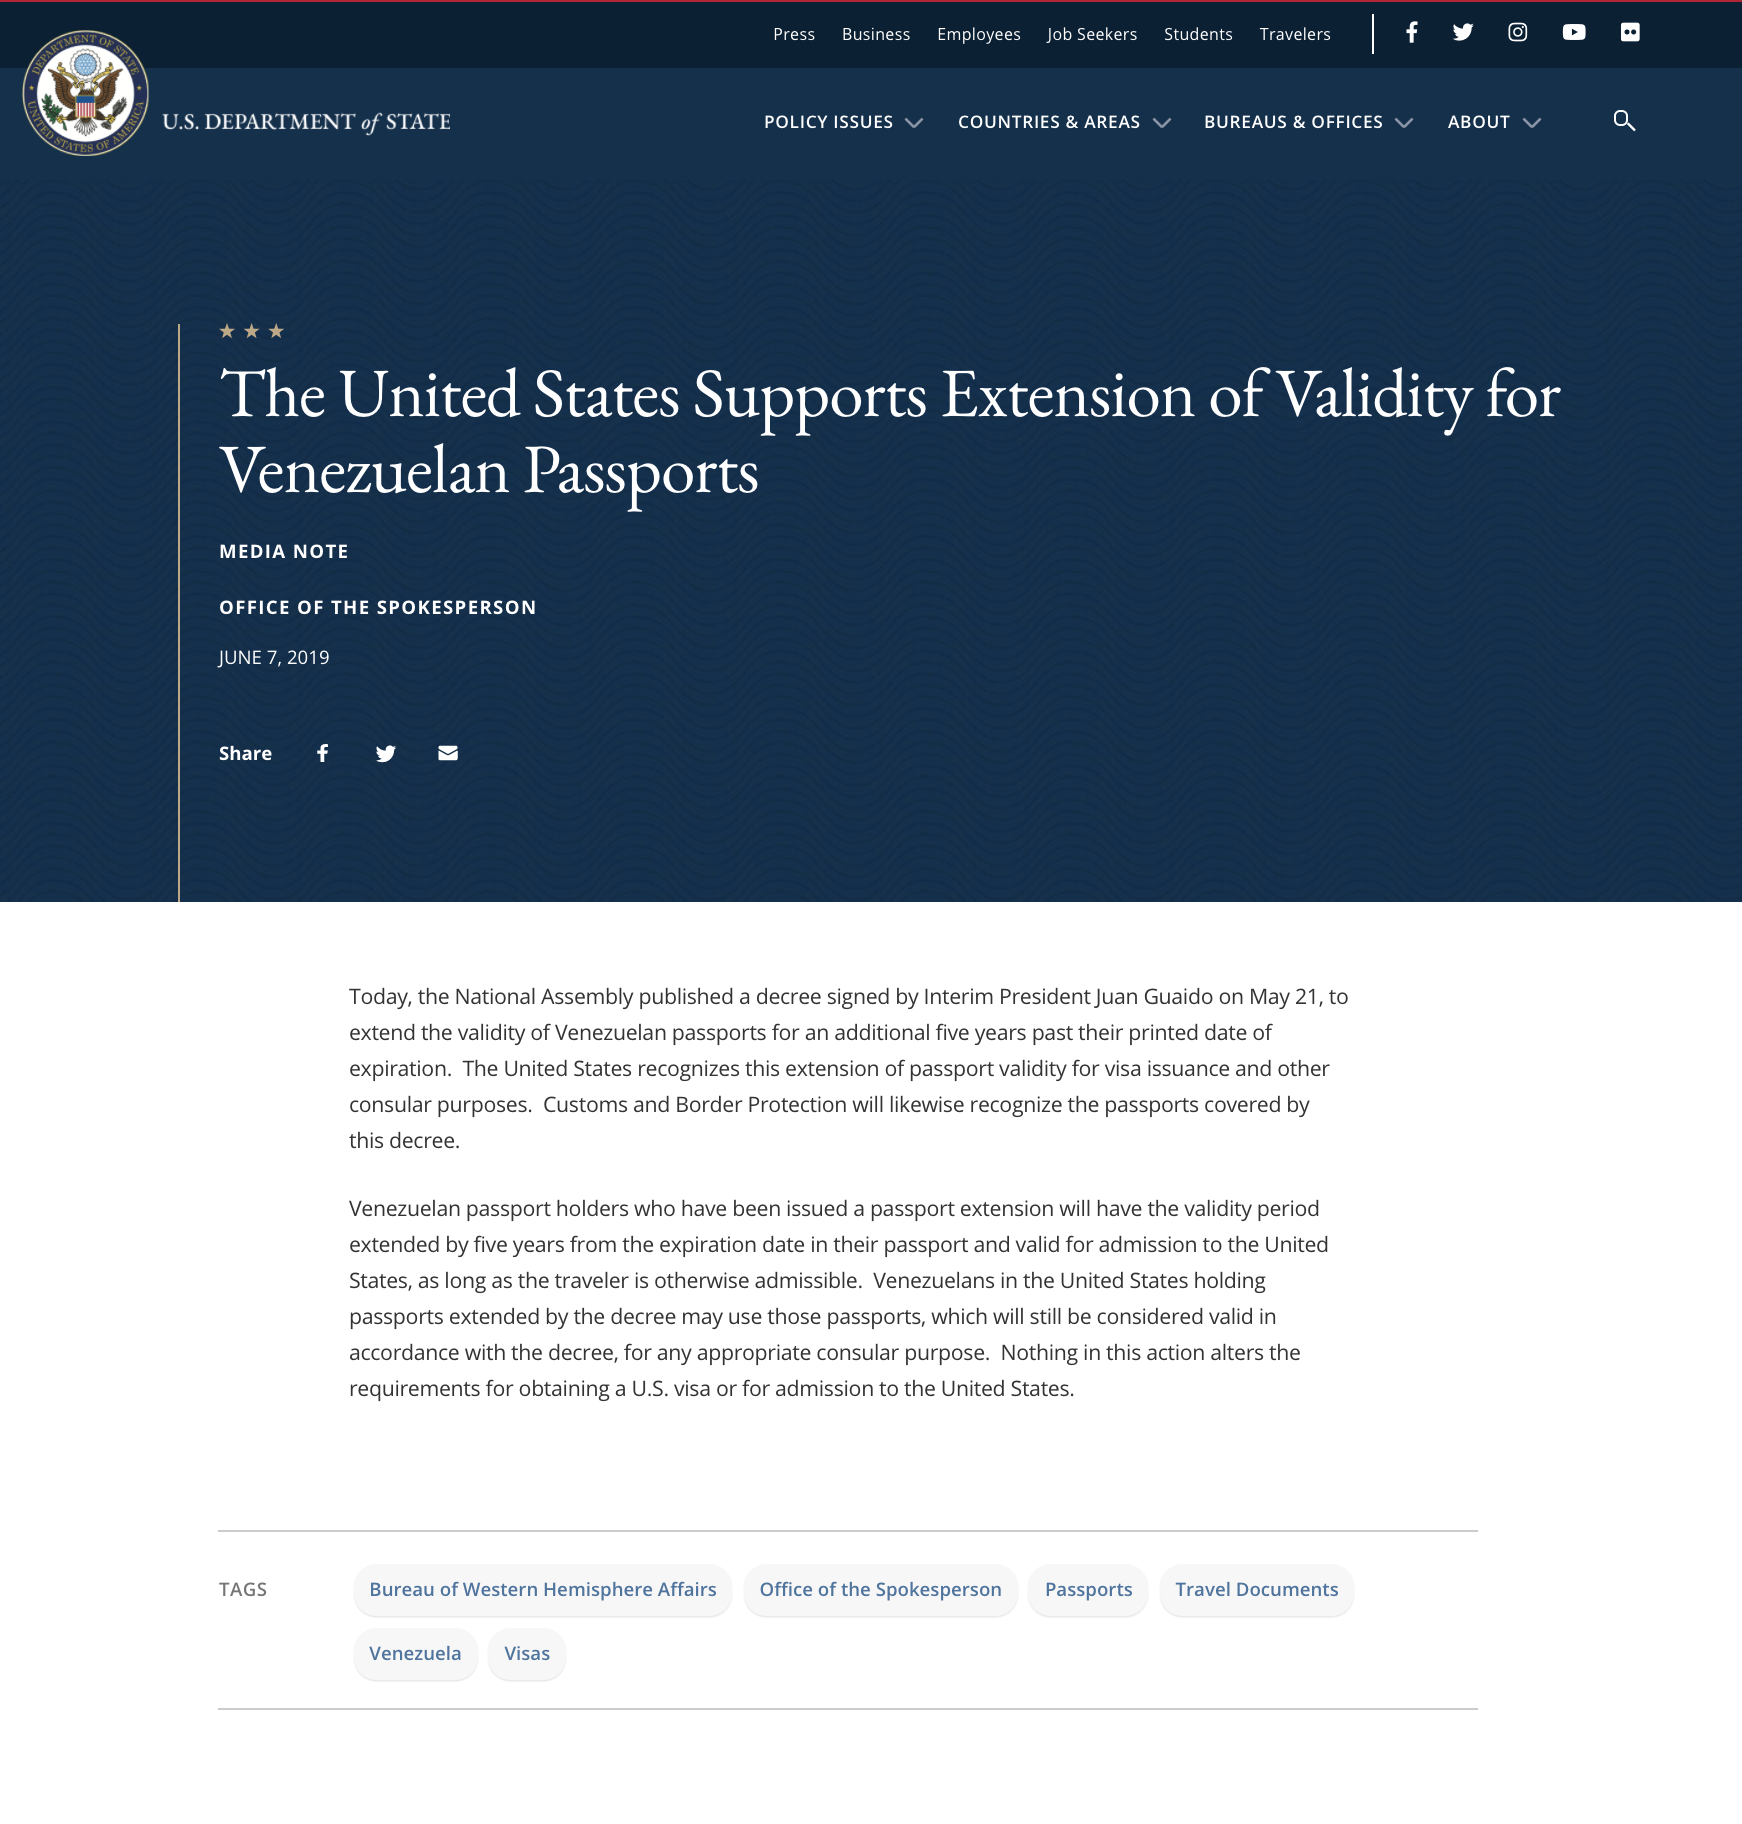 Press Business Employees Job Seekers Students Travelers
DEPARTMENT OF STATE
UNITED STATES OF AMERICA
U.S. DEPARTMENT of STATE
POLICY ISSUES COUNTRIES & AREAS BUREAUS & OFFICES ABOUT
The United States Supports Extension of Validity for
Venezuelan Passports
MEDIA NOTE
OFFICE OF THE SPOKESPERSON
JUNE 7, 2019
Share
Today, the National Assembly published a decree signed by Interim President Juan Guaido on May 21, to
extend the validity of Venezuelan passports for an additional five years past their printed date of
expiration.  The United States recognizes this extension of passport validity for visa issuance and other
consular purposes.  Customs and Border Protection will likewise recognize the passports covered by
this decree.
Venezuelan passport holders who have been issued a passport extension will have the validity period
extended by five years from the expiration date in their passport and valid for admission to the United
States, as long as the traveler is otherwise admissible.  Venezuelans in the United States holding
passports extended by the decree may use those passports, which will still be considered valid in
accordance with the decree, for any appropriate consular purpose.  Nothing in this action alters the
requirements for obtaining a U.S. visa or for admission to the United States.
TAGS Bureau of Western Hemisphere Affairs Office of the Spokesperson Passports Travel Documents
Venezuela Visas